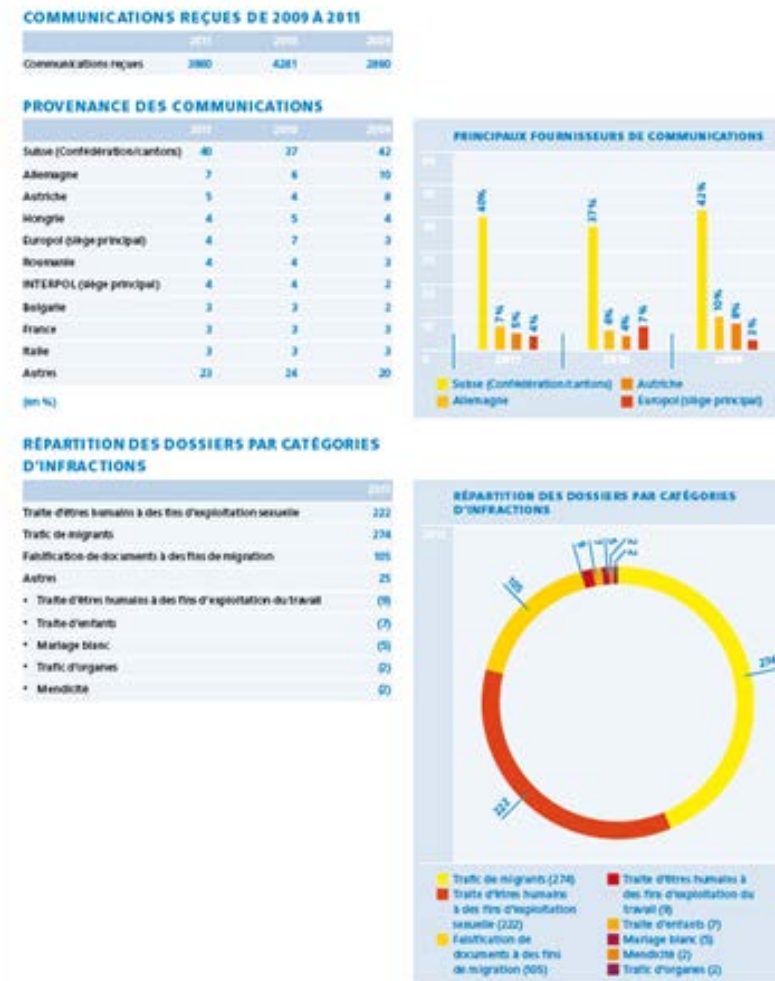 COMMUNICATIONS REÇUES DE 2009 À 2011
2011 2010 2009
Communications reçues 3980 4281 2890
PROVENANCE DES COMMUNICATIONS
2011 2010 2009
Suisse (Confédération/cantons) 40 37 42
Allemagne 7 6 10
Autriche 5 4 8
Hongrie 4 5 4
Europol (siège principal) 4 7 3
Roumanie 4 4 3
INTERPOL (siège principal) 4 4 2
Bulgarie 3 3 2
France 3 3 3
Italie 3 3 3
Autres 23 24 20
(en %)
PRINCIPAUX FOURNISSEURS DE COMMUNICATIONS
40% 7% 5% 4%
37% 6% 4% 7%
42% 10% 8% 3%
2011 2010 2009
Suisse (Confédération/cantons)
Allemagne
Autriche
Europol (siège principal)
RÉPARTITION DES DOSSIERS PAR CATÉGORIES
D'INFRACTIONS
2011
Traite d'êtres humains à des fins d'exploitation sexuelle 222
Trafic de migrants 274
Falsification de documents à des fins de migration 105
Autres 25
• Traite d'êtres humains à des fins d'exploitation du travail (9)
• Traite d'enfants (7)
• Mariage blanc (5)
• Trafic d'organes (2)
• Mendicité (2)
RÉPARTITION DES DOSSIERS PAR CATÉGORIES
D'INFRACTIONS
2011
9 7 5 2
2
105
274
222
Trafic de migrants (274)
Traite d'êtres humains
à des fins d'exploitation
sexuelle (222)
Falsification de
documents à des fins
de migration (105)
Traite d'êtres humains à
des fins d'exploitation du
travail (9)
Traite d'enfants (7)
Mariage blanc (5)
Mendicité (2)
Trafic d'organes (2)